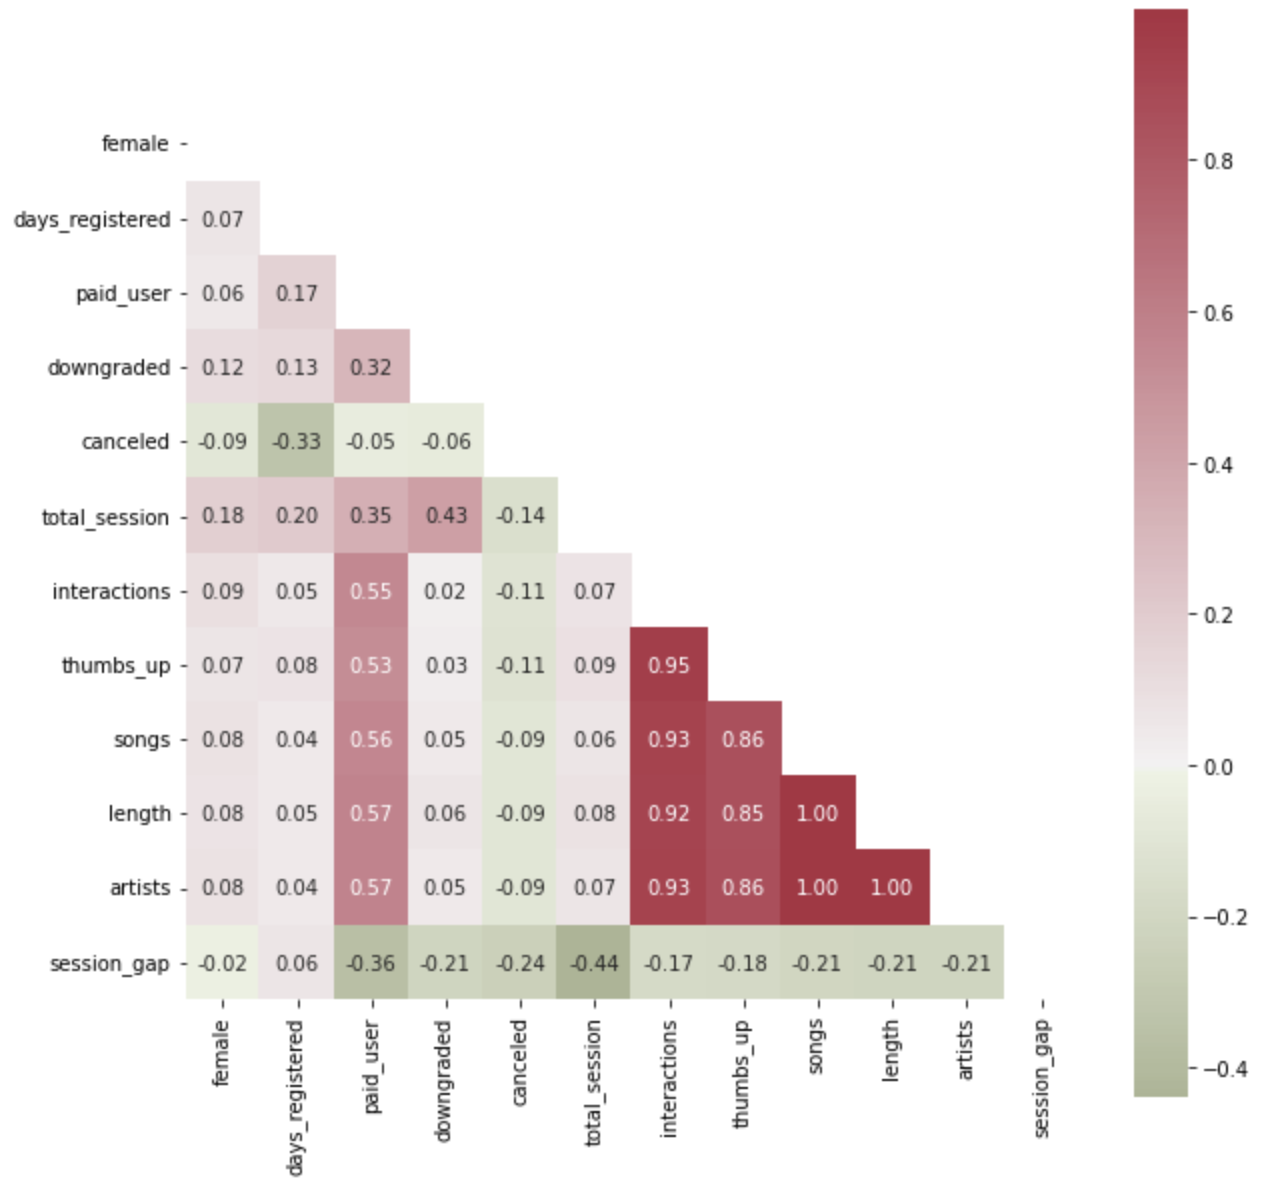 female
days_registered 0.07
paid_user 0.06 0.17
downgraded 0.12 0.13 0.32
canceled -0.09 -0.33 -0.05 -0.06
total_session 0.18 0.20 0.35 0.43 -0.14
interactions 0.09 0.05 0.55 0.02 -0.11 0.07
thumbs_up 0.07 0.08 0.53 0.03 -0.11 0.09 0.95
songs 0.08 0.04 0.56 0.05 -0.09 0.06 0.93 0.86
length 0.08 0.05 0.57 0.06 -0.09 0.08 0.92 0.85 1.00
artists 0.08 0.04 0.57 0.05 -0.09 0.07 0.93 0.86 1.00 1.00
session_gap -0.02 0.06 -0.36 -0.21 -0.24 -0.44 -0.17 -0.18 -0.21 -0.21 -0.21
female
days_registered
paid_user
downgraded
canceled
total_session
interactions
thumbs_up
songs
length
artists
session_gap
0.8
0.6
0.4
0.2
0.0
−0.2
−0.4